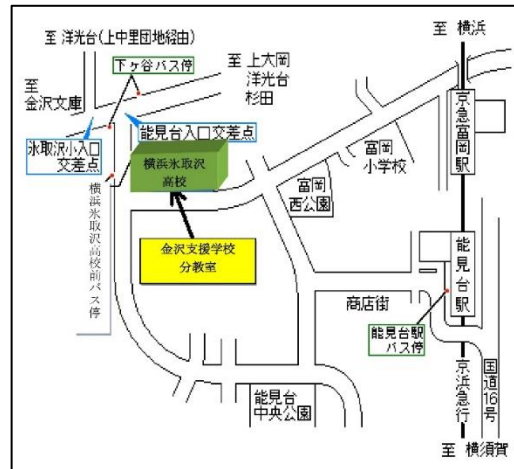 至 横浜
至 洋光台(上中里団地経由)
下ヶ谷バス停
至
金沢文庫
至 上大岡
洋光台
杉田
京急富岡駅
能見台入口交差点
氷取沢小入口
交差点
横浜氷取沢
高校
富岡
小学校
富岡
西公園
横浜氷取沢高校前バス停
金沢支援学校
分教室
能見台駅
商店街
能見台駅
バス停
能見台
中央公園
京浜急行
国道16号
至 横須賀